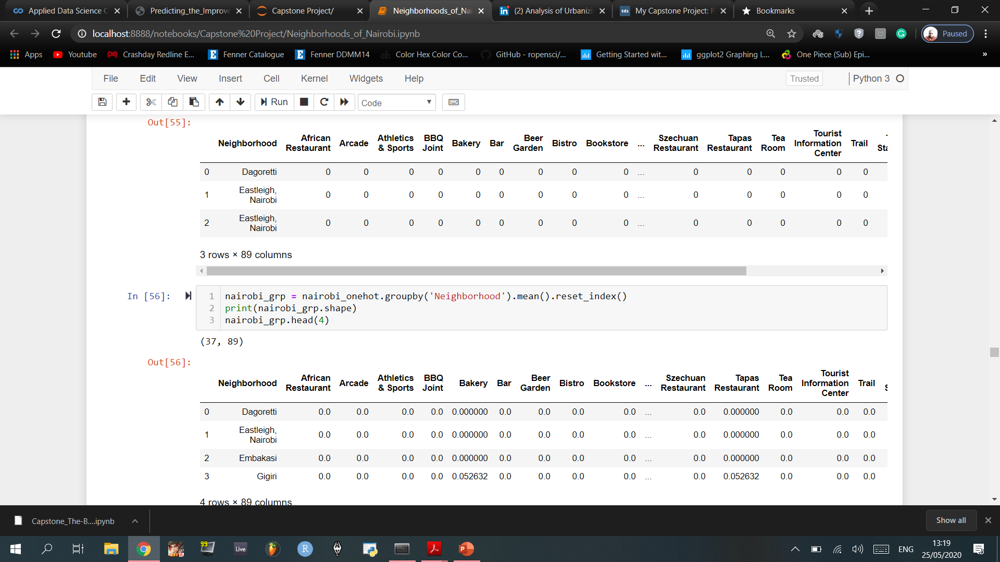 Applied Data Science C
Predicting_the_Improve
Capstone Project/
Neighborhoods_of_Nai
(2) Analysis of Urbanizi
tds My Capstone Project: R
Bookmarks
localhost:8888/notebooks/Capstone%20Project/Neighborhoods_of_Nairobi.ipynb
Paused
Apps
Youtube
Crashday Redline E...
Fenner Catalogue
Fenner DDMM14
Color Hex Color Co...
GitHub - ropensci/...
Getting Started wit...
ggplot2 Graphing L...
One Piece (Sub) Epi...
»
File Edit View Insert Cell Kernel Widgets Help
Trusted
Python 3
Run
Code
Out[55]:
Neighborhood African Restaurant Arcade Athletics & Sports BBQ Joint Bakery Bar Beer Garden Bistro Bookstore ... Szechuan Restaurant Tapas Restaurant Tea Room Tourist Information Center Trail
0 Dagoretti 0 0 0 0 0 0 0 0 0 ... 0 0 0 0 0
1 Eastleigh, Nairobi 0 0 0 0 0 0 0 0 0 ... 0 0 0 0 0
2 Eastleigh, Nairobi 0 0 0 0 0 0 0 0 0 ... 0 0 0 0 0
3 rows × 89 columns
In [56]:
1 nairobi_grp = nairobi_onehot.groupby('Neighborhood').mean().reset_index()
2 print(nairobi_grp.shape)
3 nairobi_grp.head(4)
(37, 89)
Out[56]:
Neighborhood African Restaurant Arcade Athletics & Sports BBQ Joint Bakery Bar Beer Garden Bistro Bookstore ... Szechuan Restaurant Tapas Restaurant Tea Room Tourist Information Center Trail
0 Dagoretti 0.0 0.0 0.0 0.0 0.000000 0.0 0.0 0.0 0.0 ... 0.0 0.000000 0.0 0.0 0.0
1 Eastleigh, Nairobi 0.0 0.0 0.0 0.0 0.000000 0.0 0.0 0.0 0.0 ... 0.0 0.000000 0.0 0.0 0.0
2 Embakasi 0.0 0.0 0.0 0.0 0.000000 0.0 0.0 0.0 0.0 ... 0.0 0.000000 0.0 0.0 0.0
3 Gigiri 0.0 0.0 0.0 0.0 0.052632 0.0 0.0 0.0 0.0 ... 0.0 0.052632 0.0 0.0 0.0
4 rows × 89 columns
Capstone_The-B....ipynb
Show all
99
Live
R
ENG
13:19
25/05/2020